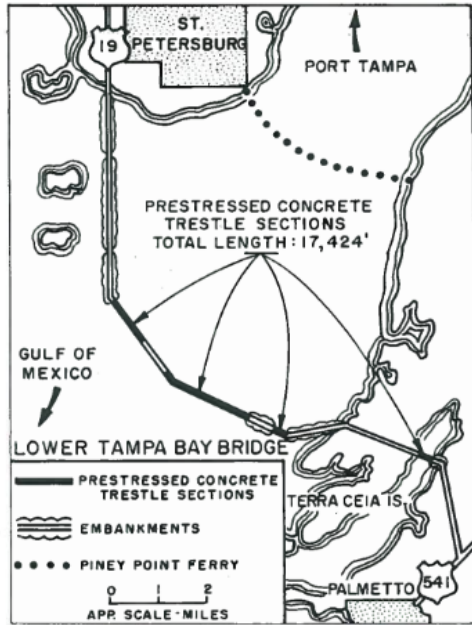 19
ST.
PETERSBURG
PORT TAMPA
PRESTRESSED CONCRETE
TRESTLE SECTIONS
TOTAL LENGTH: 17,424'
GULF OF
MEXICO
LOWER TAMPA BAY BRIDGE
PRESTRESSED CONCRETE
TRESTLE SECTIONS
EMBANKMENTS
PINEY POINT FERRY
0 1 2
APP. SCALE-MILES
TERRA CEIA IS.
PALMETTO
541